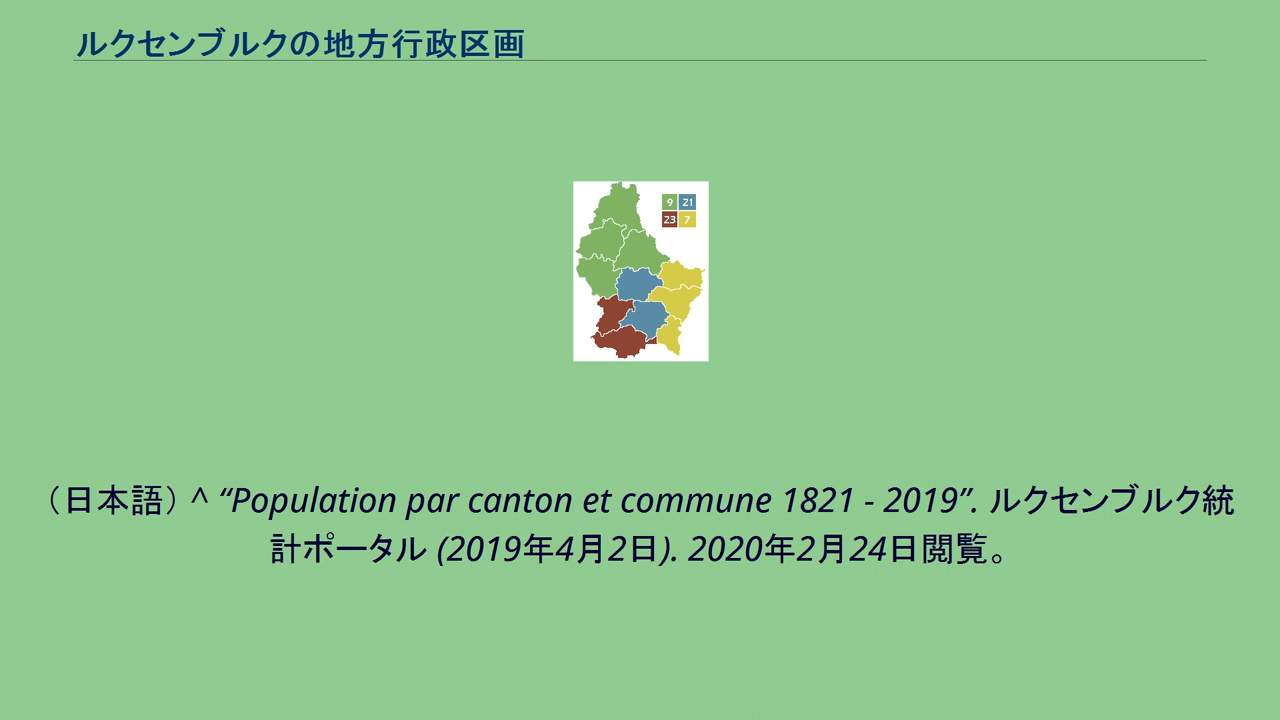 ルクセンブルクの地方行政区画
9 21
23 7
（日本語）^ “Population par canton et commune 1821 - 2019”. ルクセンブルク統
計ポータル (2019年4月2日). 2020年2月24日閲覧。